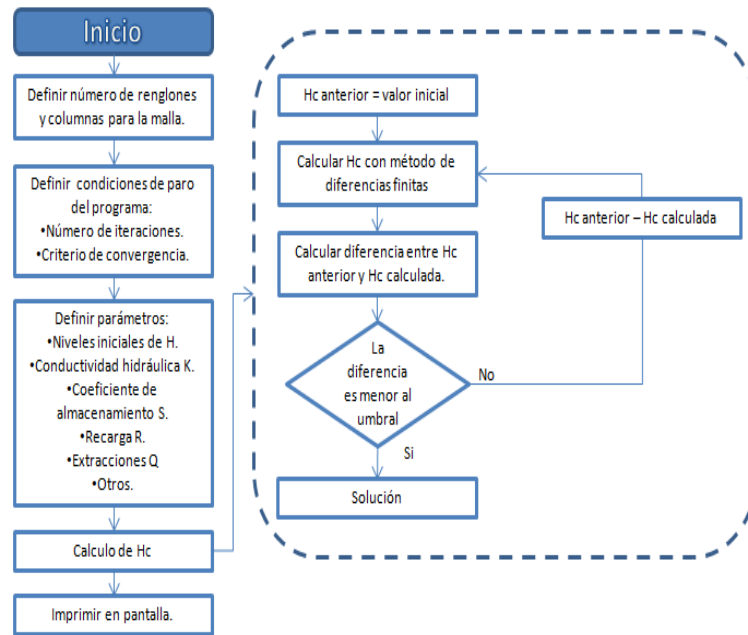 Inicio
Definir número de renglones
y columnas para la malla.
Definir condiciones de paro
del programa:
•Número de iteraciones.
•Criterio de convergencia.
Definir parámetros:
•Niveles iniciales de H.
•Conductividad hidráulica K.
•Coeficiente de
almacenamiento S.
•Recarga R.
•Extracciones Q
•Otros.
Calculo de Hc
Imprimir en pantalla.
Hc anterior = valor inicial
Calcular Hc con método de
diferencias finitas
Calcular diferencia entre Hc
anterior y Hc calculada.
La
diferencia
es menor al
umbral
No
Hc anterior – Hc calculada
Si
Solución